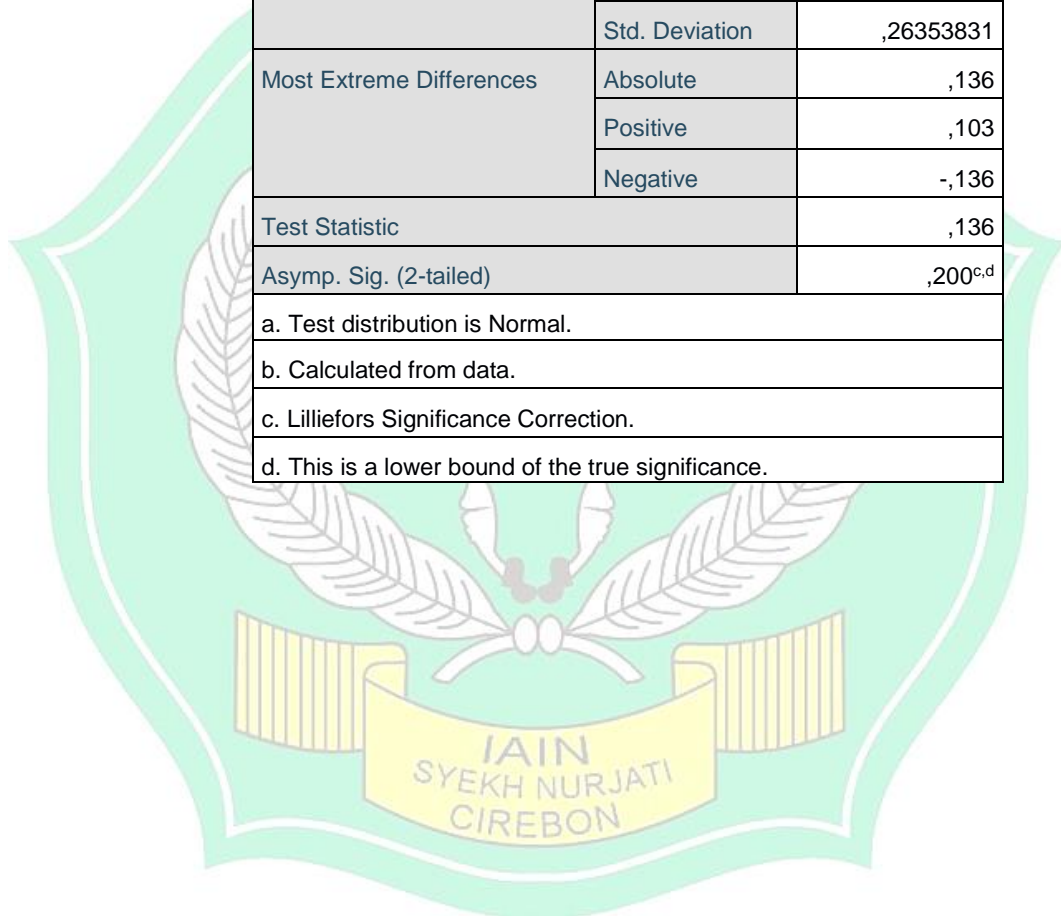 Std. Deviation ,26353831
Most Extreme Differences Absolute ,136
Positive ,103
Negative -,136
Test Statistic ,136
Asymp. Sig. (2-tailed) ,200c,d
a. Test distribution is Normal.
b. Calculated from data.
c. Lilliefors Significance Correction.
d. This is a lower bound of the true significance.
IAIN
SYEKH NURJATI
CIREBON